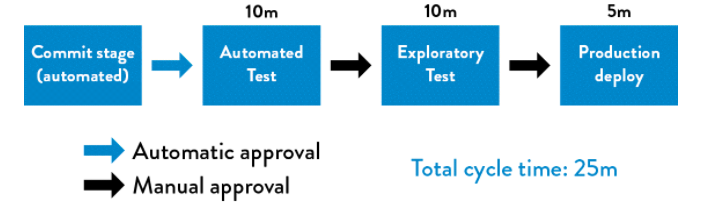 10m
10m
5m
Commit stage
(automated)
Automated
Test
Exploratory
Test
Production
deploy
Automatic approval
Manual approval
Total cycle time: 25m